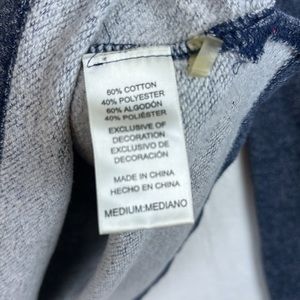 60% COTTON
40% POLYESTER
60% ALGODÓN
40% POLIÉSTER
EXCLUSIVE OF
DECORATION
EXCLUSIVO DE
DECORACIÓN
MADE IN CHINA
HECHO EN CHINA
MEDIUM:MEDIANO